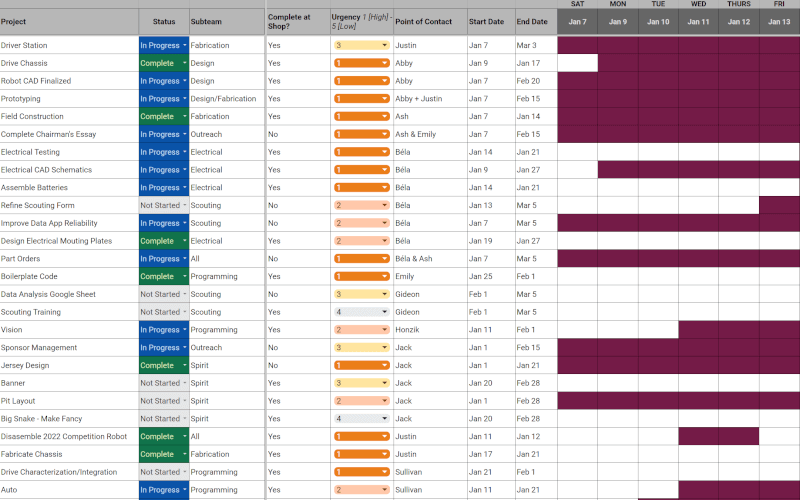 SAT MON TUE WED THURS FRI
Project Status Subteam Complete at Shop? Urgency 1 [High] - 5 [Low] Point of Contact Start Date End Date Jan 7 Jan 9 Jan 10 Jan 11 Jan 12 Jan 13
Driver Station In Progress Fabrication Yes 3 Justin Jan 7 Mar 3
Drive Chassis Complete Design Yes 1 Abby Jan 9 Jan 17
Robot CAD Finalized In Progress Design Yes 1 Abby Jan 7 Feb 20
Prototyping In Progress Design/Fabrication Yes 1 Abby + Justin Jan 7 Feb 15
Field Construction Complete Fabrication Yes 1 Ash Jan 7 Jan 14
Complete Chairman's Essay In Progress Outreach No 1 Ash & Emily Jan 7 Feb 15
Electrical Testing In Progress Electrical Yes 1 Béla Jan 14 Jan 21
Electrical CAD Schematics In Progress Electrical Yes 1 Béla Jan 9 Jan 27
Assemble Batteries In Progress Electrical Yes 1 Béla Jan 14 Jan 21
Refine Scouting Form Not Started Scouting No 2 Béla Jan 13 Mar 5
Improve Data App Reliability In Progress Scouting No 2 Béla Jan 7 Mar 5
Design Electrical Mouting Plates Complete Electrical Yes 2 Béla Jan 19 Jan 27
Part Orders In Progress All No 1 Béla & Ash Jan 7 Mar 5
Boilerplate Code Complete Programming Yes 1 Emily Jan 25 Feb 1
Data Analysis Google Sheet Not Started Scouting No 3 Gideon Feb 1 Mar 5
Scouting Training Not Started Scouting Yes 4 Gideon Feb 1 Mar 5
Vision In Progress Programming Yes 2 Honzik Jan 11 Feb 1
Sponsor Management In Progress Outreach No 3 Jack Jan 1 Feb 15
Jersey Design Complete Spirit No 1 Jack Jan 1 Jan 21
Banner Not Started Spirit Yes 3 Jack Jan 20 Feb 28
Pit Layout Not Started Spirit Yes 2 Jack Jan 1 Feb 28
Big Snake - Make Fancy Not Started Spirit No 4 Jack Jan 20 Feb 28
Disasemble 2022 Competition Robot Complete All Yes 1 Justin Jan 11 Jan 12
Fabricate Chassis Complete Fabrication Yes 1 Justin Jan 17 Jan 21
Drive Characterization/Integration Not Started Programming Yes 1 Sullivan Jan 21 Feb 1
Auto In Progress Programming Yes 2 Sullivan Jan 11 Jan 21